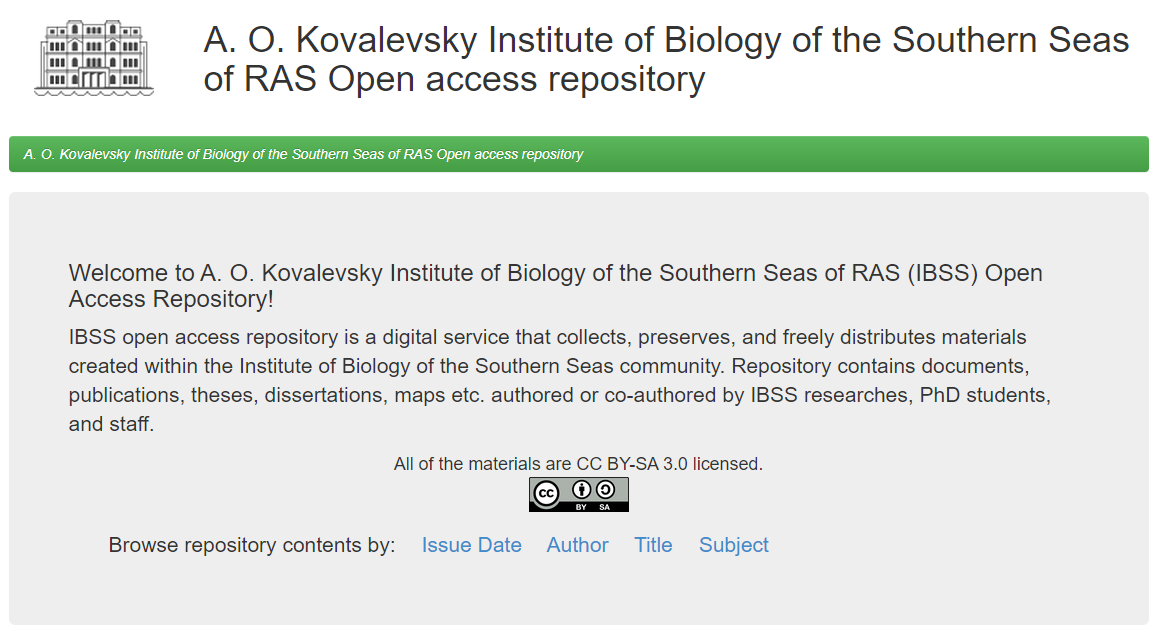 A. O. Kovalevsky Institute of Biology of the Southern Seas
of RAS Open access repository
A. O. Kovalevsky Institute of Biology of the Southern Seas of RAS Open access repository
Welcome to A. O. Kovalevsky Institute of Biology of the Southern Seas of RAS (IBSS) Open
Access Repository!
IBSS open access repository is a digital service that collects, preserves, and freely distributes materials
created within the Institute of Biology of the Southern Seas community. Repository contains documents,
publications, theses, dissertations, maps etc. authored or co-authored by IBSS researches, PhD students,
and staff.
All of the materials are CC BY-SA 3.0 licensed.
cc BY SA
Browse repository contents by: Issue Date Author Title Subject